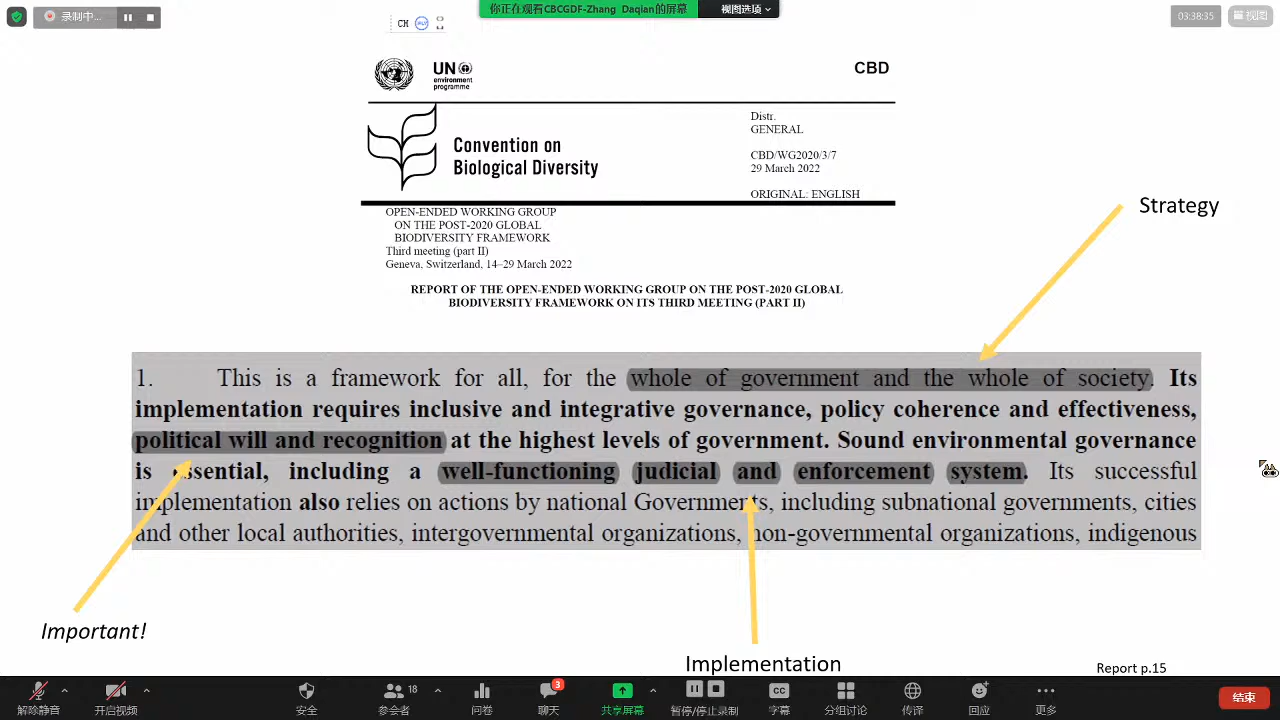 录制中...
你正在观看CBCGDF-Zhang Daqian的屏幕
视图选项
03:38:35
视图
CH
UN
environment
programme
CBD
Convention on
Biological Diversity
Distr.
GENERAL
CBD/WG2020/3/7
29 March 2022
ORIGINAL: ENGLISH
OPEN-ENDED WORKING GROUP
ON THE POST-2020 GLOBAL
BIODIVERSITY FRAMEWORK
Third meeting (part II)
Geneva, Switzerland, 14–29 March 2022
REPORT OF THE OPEN-ENDED WORKING GROUP ON THE POST-2020 GLOBAL
BIODIVERSITY FRAMEWORK ON ITS THIRD MEETING (PART II)
Strategy
1. This is a framework for all, for the whole of government and the whole of society. Its
implementation requires inclusive and integrative governance, policy coherence and effectiveness,
political will and recognition at the highest levels of government. Sound environmental governance
is essential, including a well-functioning judicial and enforcement system. Its successful
implementation also relies on actions by national Governments, including subnational governments, cities
and other local authorities, intergovernmental organizations, non-governmental organizations, indigenous
Important!
Implementation
Report p.15
解除静音
开启视频
安全
18
参会者
问卷
3
聊天
共享屏幕
暂停/停止录制
CC
字幕
分组讨论
传译
回应
更多
结束